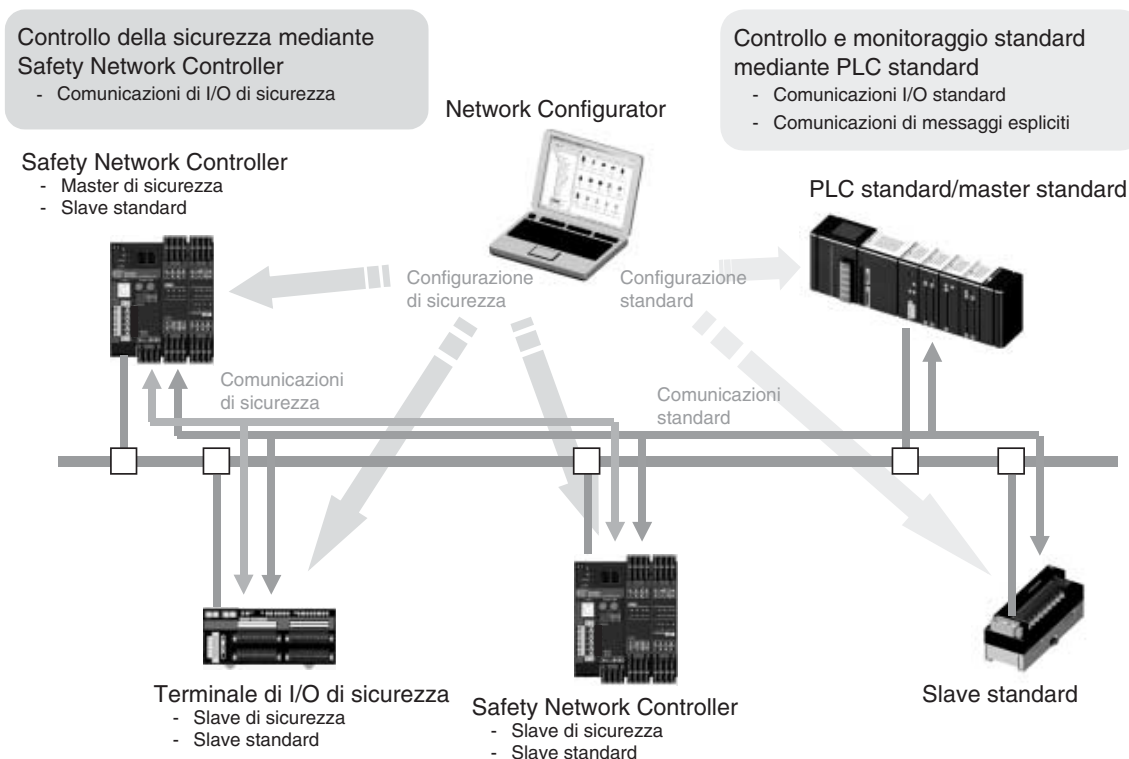 Controllo della sicurezza mediante
Safety Network Controller
- Comunicazioni di I/O di sicurezza
Controllo e monitoraggio standard
mediante PLC standard
- Comunicazioni I/O standard
- Comunicazioni di messaggi espliciti
Network Configurator
Safety Network Controller
- Master di sicurezza
- Slave standard
PLC standard/master standard
Configurazione
di sicurezza
Configurazione
standard
Comunicazioni
di sicurezza
Comunicazioni
standard
Terminale di I/O di sicurezza
- Slave di sicurezza
- Slave standard
Safety Network Controller
- Slave di sicurezza
- Slave standard
Slave standard